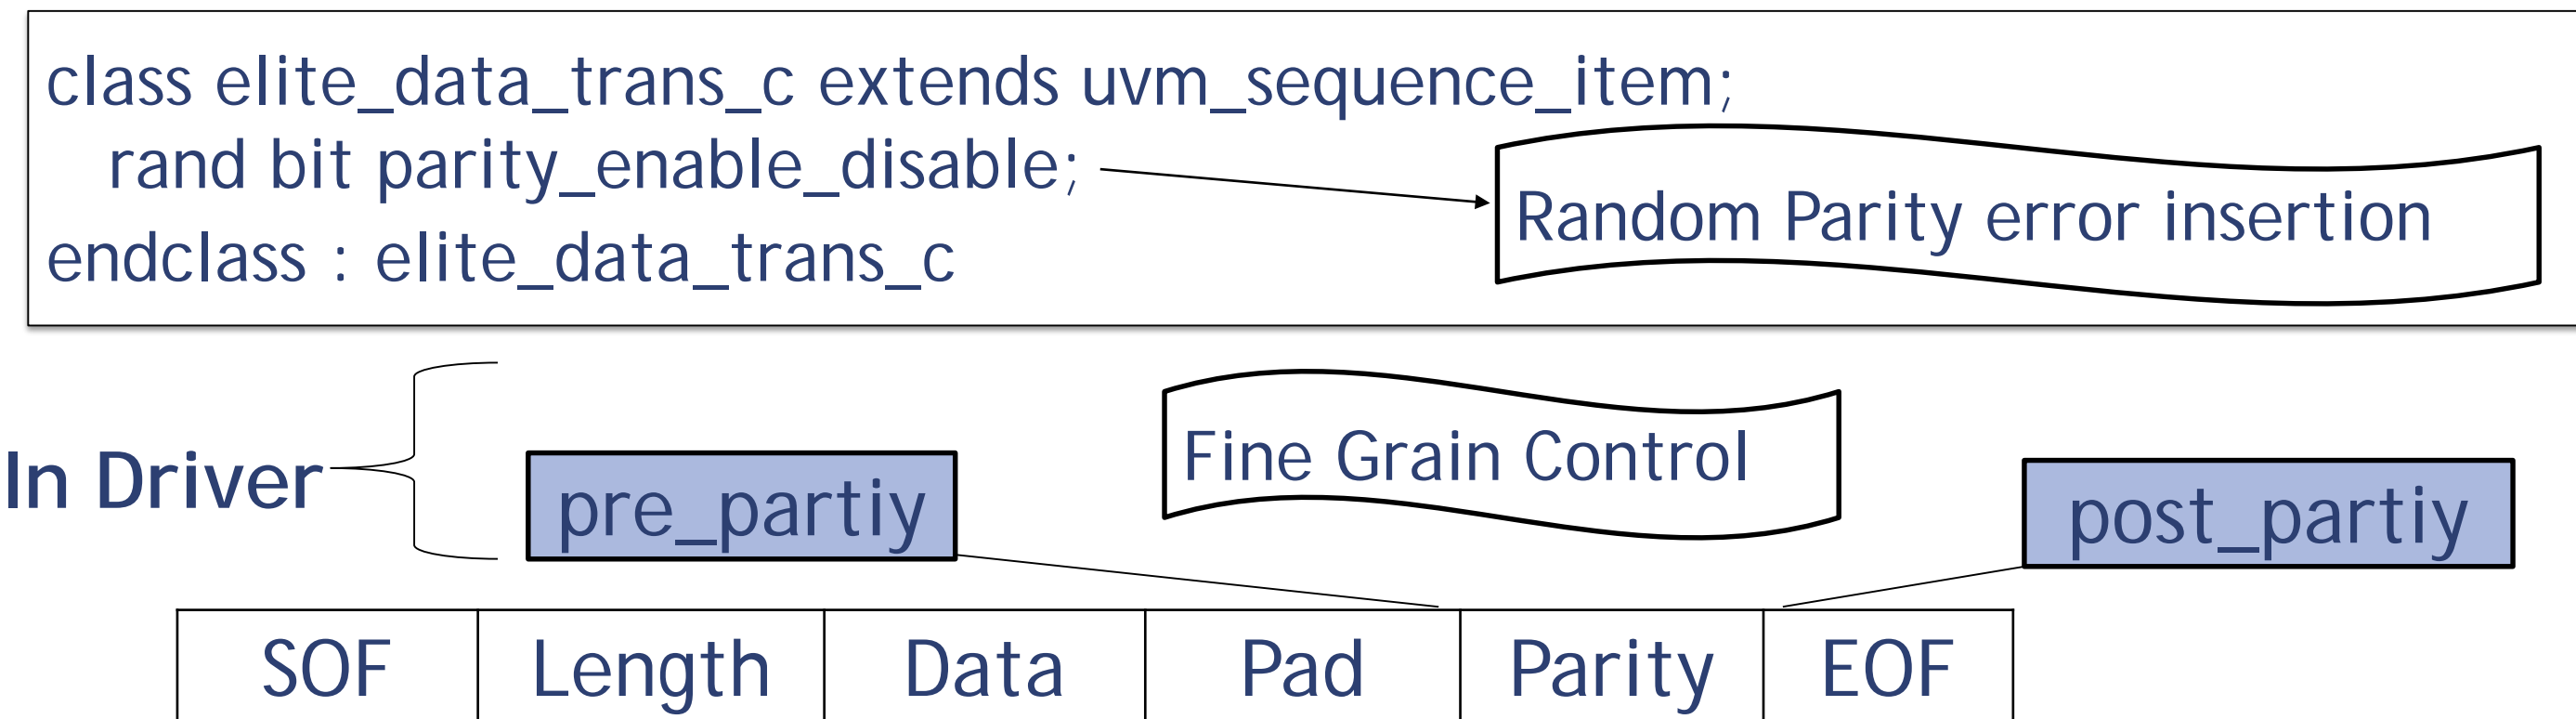 class elite_data_trans_c extends uvm_sequence_item;
rand bit parity_enable_disable;
Random Parity error insertion
endclass : elite_data_trans_c
In Driver
pre_partiy
Fine Grain Control
post_partiy
SOF Length Data Pad Parity EOF